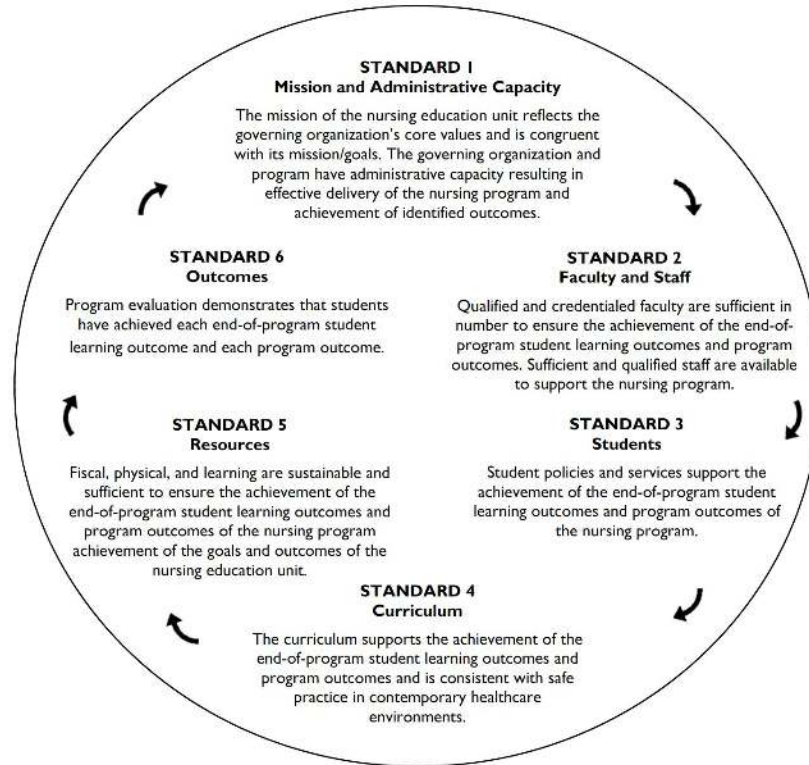 STANDARD 1
Mission and Administrative Capacity
The mission of the nursing education unit reflects the
governing organization's core values and is congruent
with its mission/goals. The governing organization and
program have administrative capacity resulting in
effective delivery of the nursing program and
achievement of identified outcomes.
STANDARD 2
Faculty and Staff
Qualified and credentialed faculty are sufficient in
number to ensure the achievement of the end-of-
program student learning outcomes and program
outcomes. Sufficient and qualified staff are available
to support the nursing program.
STANDARD 3
Students
Student policies and services support the
achievement of the end-of-program student
learning outcomes and program outcomes of
the nursing program.
STANDARD 4
Curriculum
The curriculum supports the achievement of the
end-of-program student learning outcomes and
program outcomes and is consistent with safe
practice in contemporary healthcare
environments.
STANDARD 5
Resources
Fiscal, physical, and learning are sustainable and
sufficient to ensure the achievement of the
end-of-program student learning outcomes and
program outcomes of the nursing program
achievement of the goals and outcomes of the
nursing education unit.
STANDARD 6
Outcomes
Program evaluation demonstrates that students
have achieved each end-of-program student
learning outcome and each program outcome.